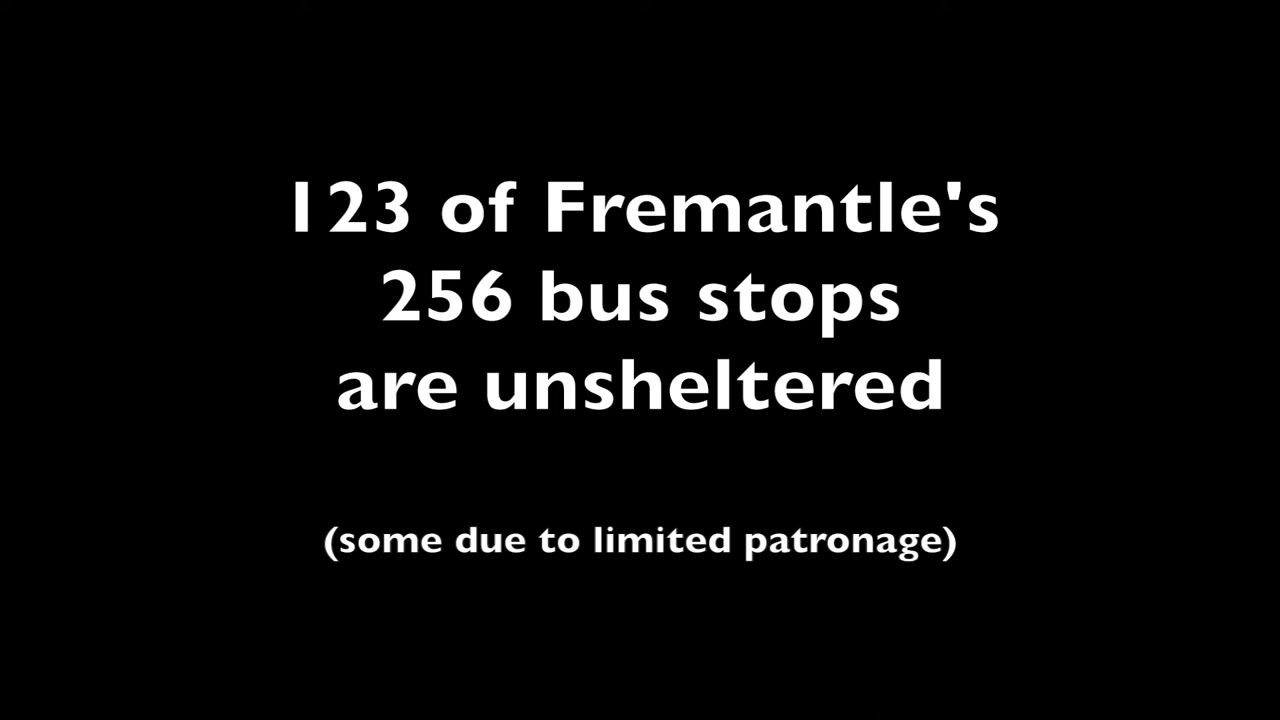 123 of Fremantle's
256 bus stops
are unsheltered
(some due to limited patronage)